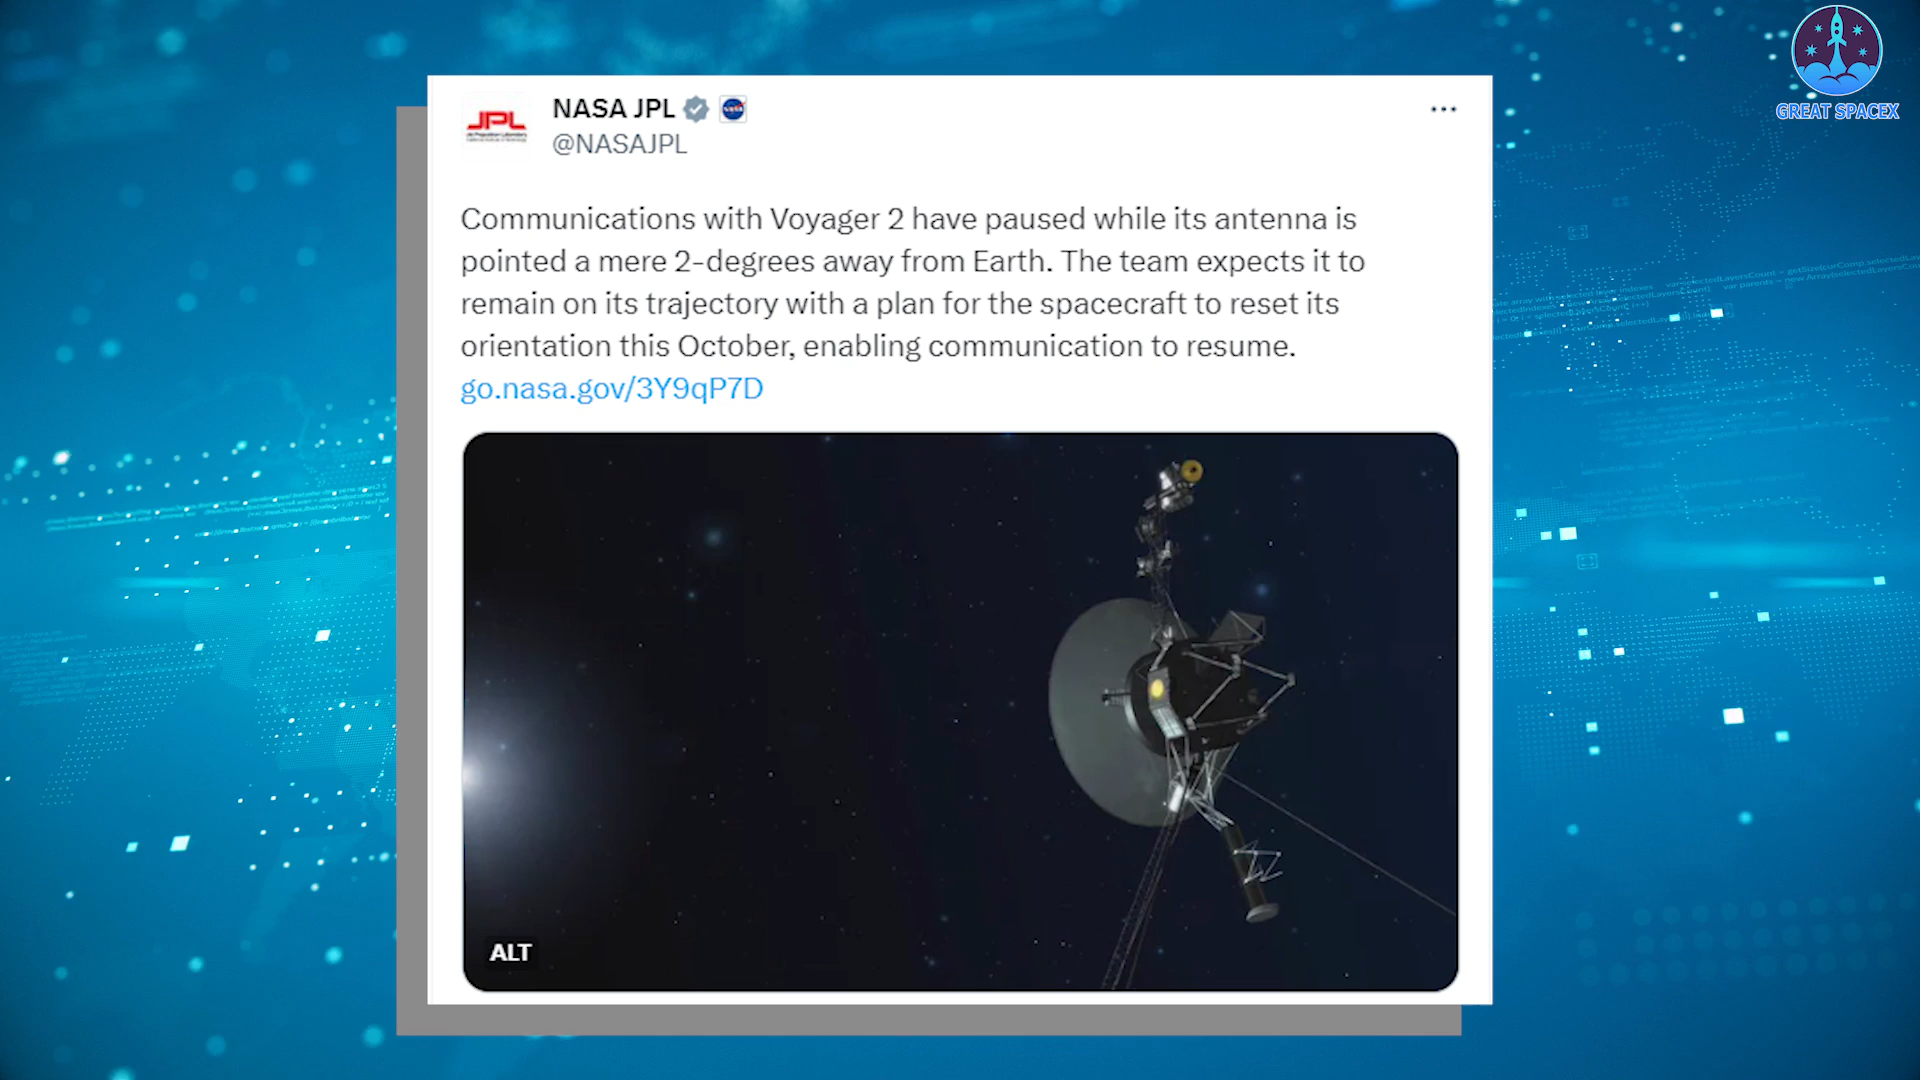 GREAT SPACEX
JPL
NASA JPL
@NASAJPL
Communications with Voyager 2 have paused while its antenna is
pointed a mere 2-degrees away from Earth. The team expects it to
remain on its trajectory with a plan for the spacecraft to reset its
orientation this October, enabling communication to resume.
go.nasa.gov/3Y9qP7D
ALT